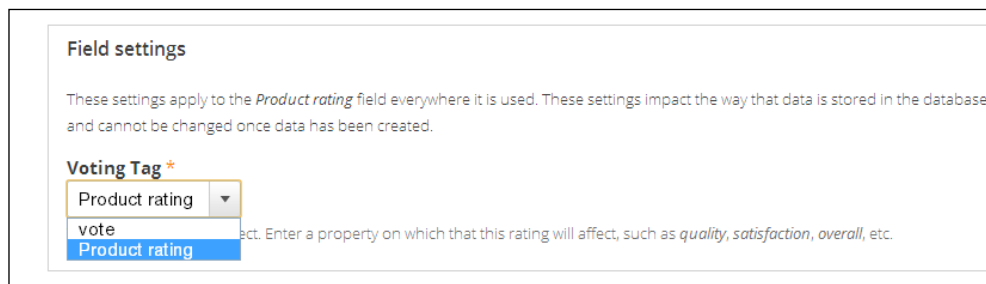 Field settings
These settings apply to the Product rating field everywhere it is used. These settings impact the way that data is stored in the database
and cannot be changed once data has been created.
Voting Tag *
Product rating
vote
ect. Enter a property on which that this rating will affect, such as quality, satisfaction, overall, etc.
Product rating